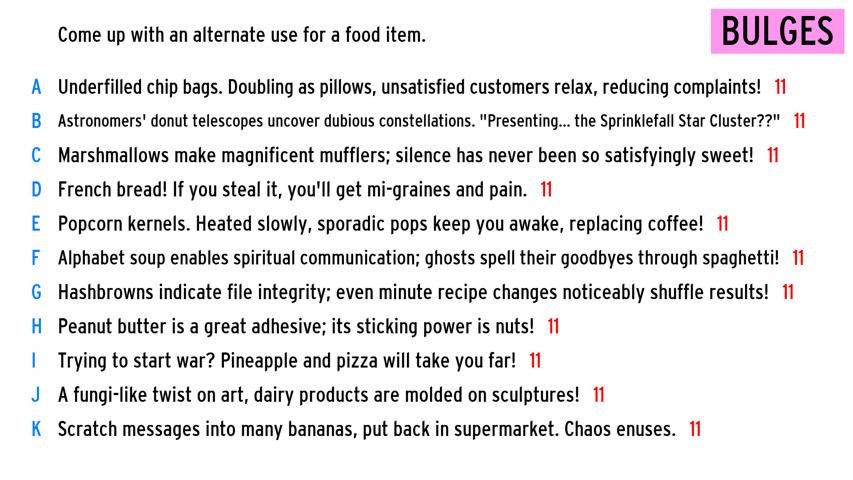 Come up with an alternate use for a food item.
BULGES
A Underfilled chip bags. Doubling as pillows, unsatisfied customers relax, reducing complaints! 11
B Astronomers' donut telescopes uncover dubious constellations. "Presenting... the Sprinklefall Star Cluster??" 11
C Marshmallows make magnificent mufflers; silence has never been so satisfyingly sweet! 11
D French bread! If you steal it, you'll get mi-graines and pain. 11
E Popcorn kernels. Heated slowly, sporadic pops keep you awake, replacing coffee! 11
F Alphabet soup enables spiritual communication; ghosts spell their goodbyes through spaghetti! 11
G Hashbrowns indicate file integrity; even minute recipe changes noticeably shuffle results! 11
H Peanut butter is a great adhesive; its sticking power is nuts! 11
I Trying to start war? Pineapple and pizza will take you far! 11
J A fungi-like twist on art, dairy products are molded on sculptures! 11
K Scratch messages into many bananas, put back in supermarket. Chaos enuses. 11